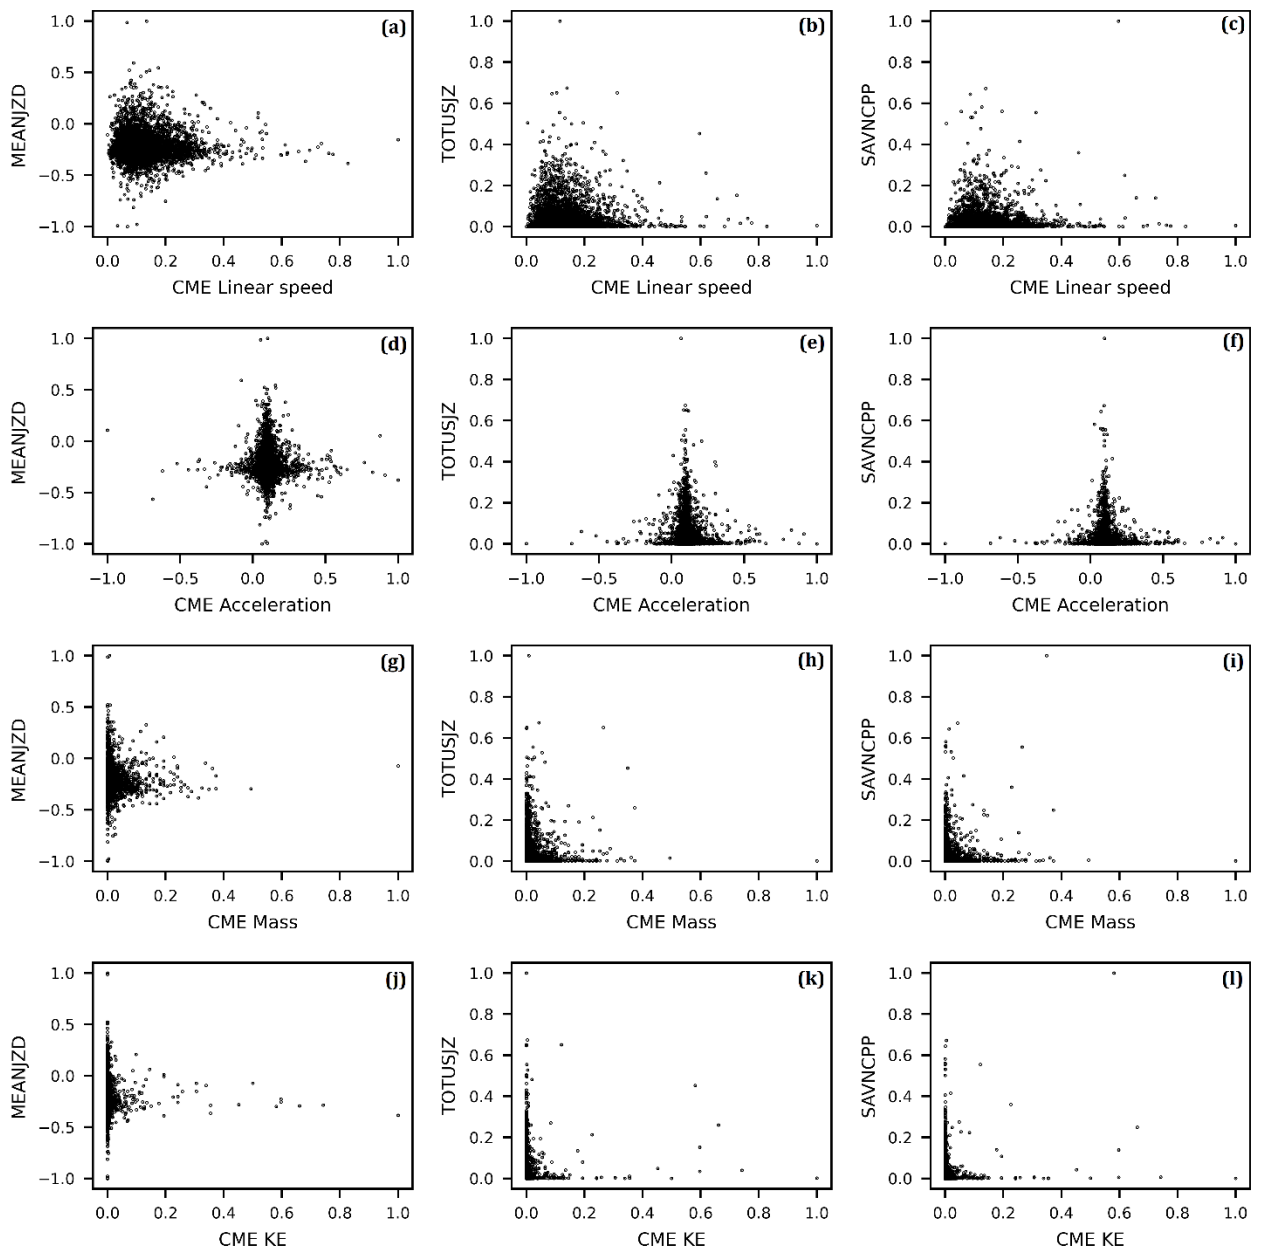 1.0
0.5
0.0
−0.5
−1.0
MEANJZD
(a)
0.0 0.2 0.4 0.6 0.8 1.0
CME Linear speed
1.0
0.8
0.6
0.4
0.2
0.0
TOTUSJZ
(b)
0.0 0.2 0.4 0.6 0.8 1.0
CME Linear speed
1.0
0.8
0.6
0.4
0.2
0.0
SAVNCPP
(c)
0.0 0.2 0.4 0.6 0.8 1.0
CME Linear speed
1.0
0.5
0.0
−0.5
−1.0
MEANJZD
(d)
−1.0 −0.5 0.0 0.5 1.0
CME Acceleration
1.0
0.8
0.6
0.4
0.2
0.0
TOTUSJZ
(e)
−1.0 −0.5 0.0 0.5 1.0
CME Acceleration
1.0
0.8
0.6
0.4
0.2
0.0
SAVNCPP
(f)
−1.0 −0.5 0.0 0.5 1.0
CME Acceleration
1.0
0.5
0.0
−0.5
−1.0
MEANJZD
(g)
0.0 0.2 0.4 0.6 0.8 1.0
CME Mass
1.0
0.8
0.6
0.4
0.2
0.0
TOTUSJZ
(h)
0.0 0.2 0.4 0.6 0.8 1.0
CME Mass
1.0
0.8
0.6
0.4
0.2
0.0
SAVNCPP
(i)
0.0 0.2 0.4 0.6 0.8 1.0
CME Mass
1.0
0.5
0.0
−0.5
−1.0
MEANJZD
(j)
0.0 0.2 0.4 0.6 0.8 1.0
CME KE
1.0
0.8
0.6
0.4
0.2
0.0
TOTUSJZ
(k)
0.0 0.2 0.4 0.6 0.8 1.0
CME KE
1.0
0.8
0.6
0.4
0.2
0.0
SAVNCPP
(l)
0.0 0.2 0.4 0.6 0.8 1.0
CME KE